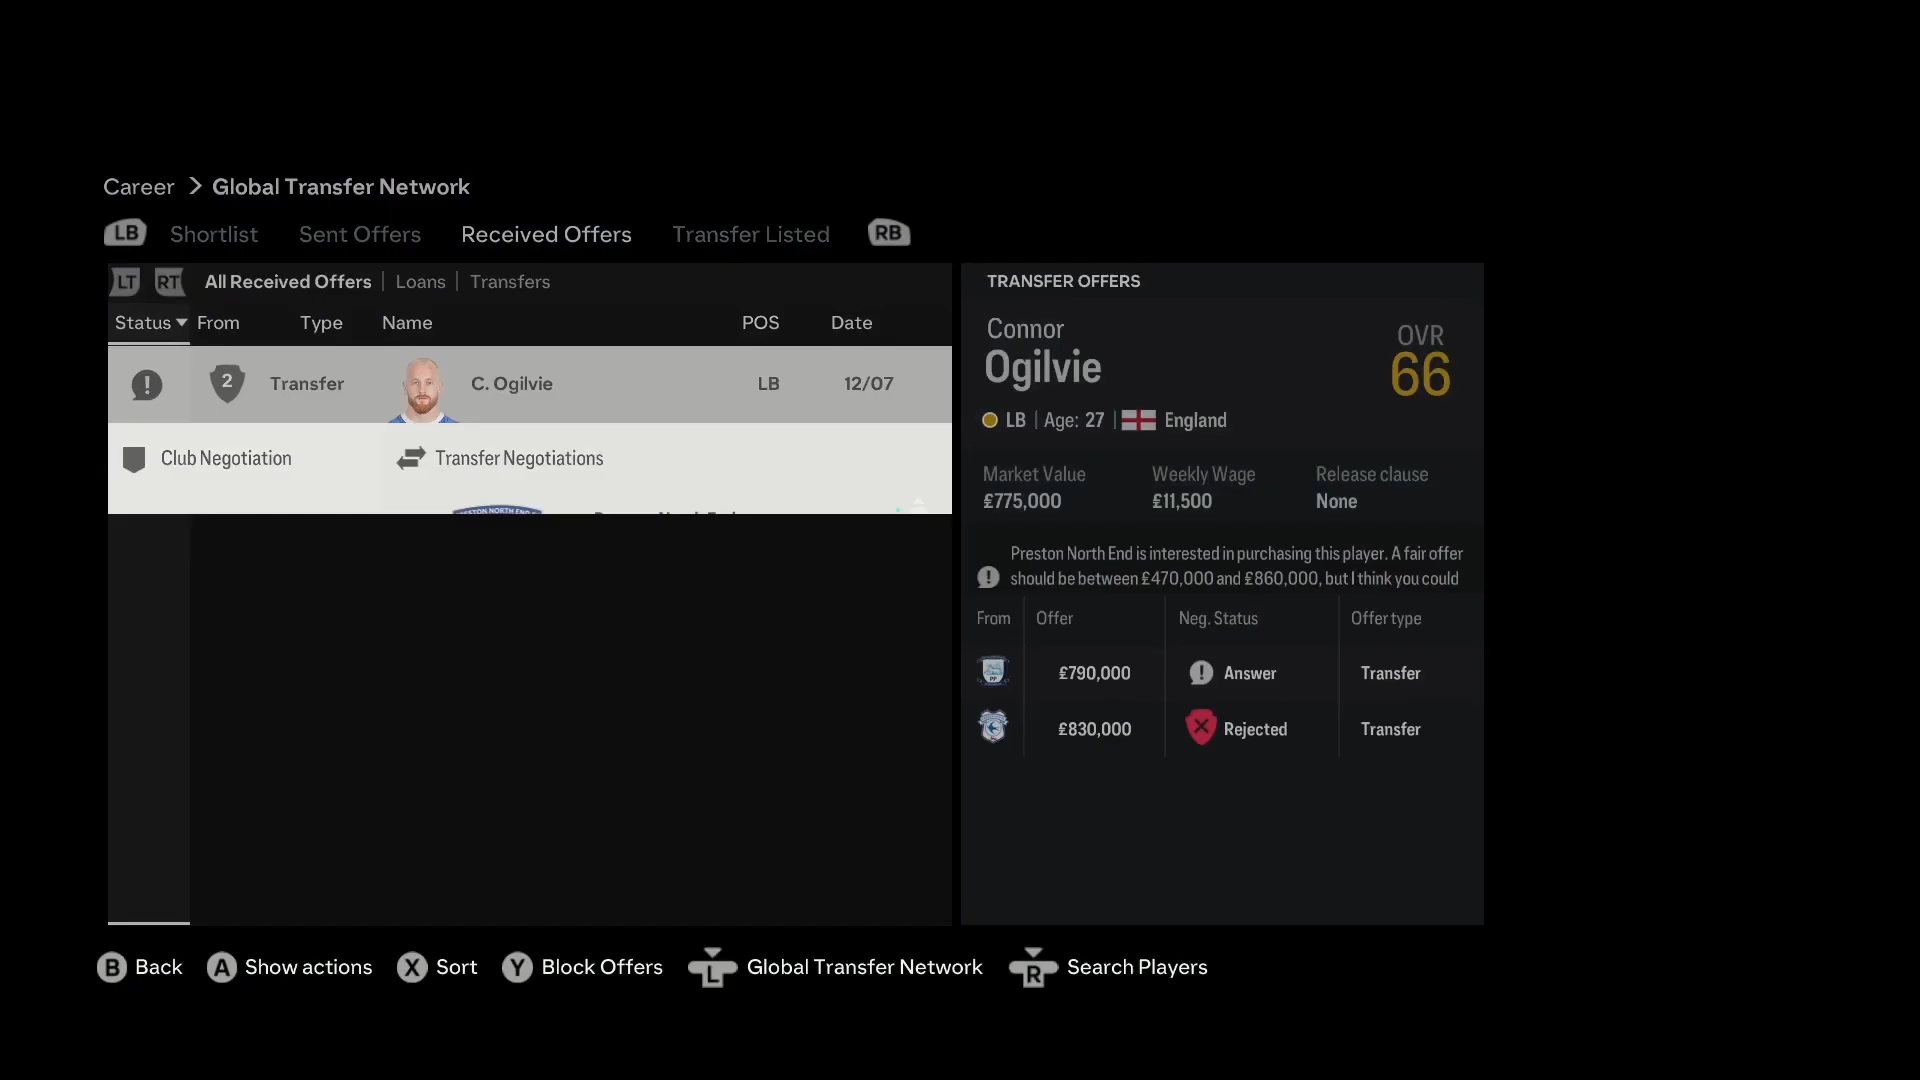 Career > Global Transfer Network
LB Shortlist Sent Offers Received Offers Transfer Listed RB
LT RT All Received Offers | Loans | Transfers
Status From Type Name POS Date
2 Transfer C. Ogilvie LB 12/07
Club Negotiation Transfer Negotiations
PRESTON NORTH END
TRANSFER OFFERS
Connor
Ogilvie
OVR
66
LB | Age: 27 | England
Market Value Weekly Wage Release clause
£775,000 £11,500 None
Preston North End is interested in purchasing this player. A fair offer
should be between £470,000 and £860,000, but I think you could
From Offer Neg. Status Offer type
£790,000 Answer Transfer
£830,000 Rejected Transfer
B Back A Show actions X Sort Y Block Offers L Global Transfer Network R Search Players